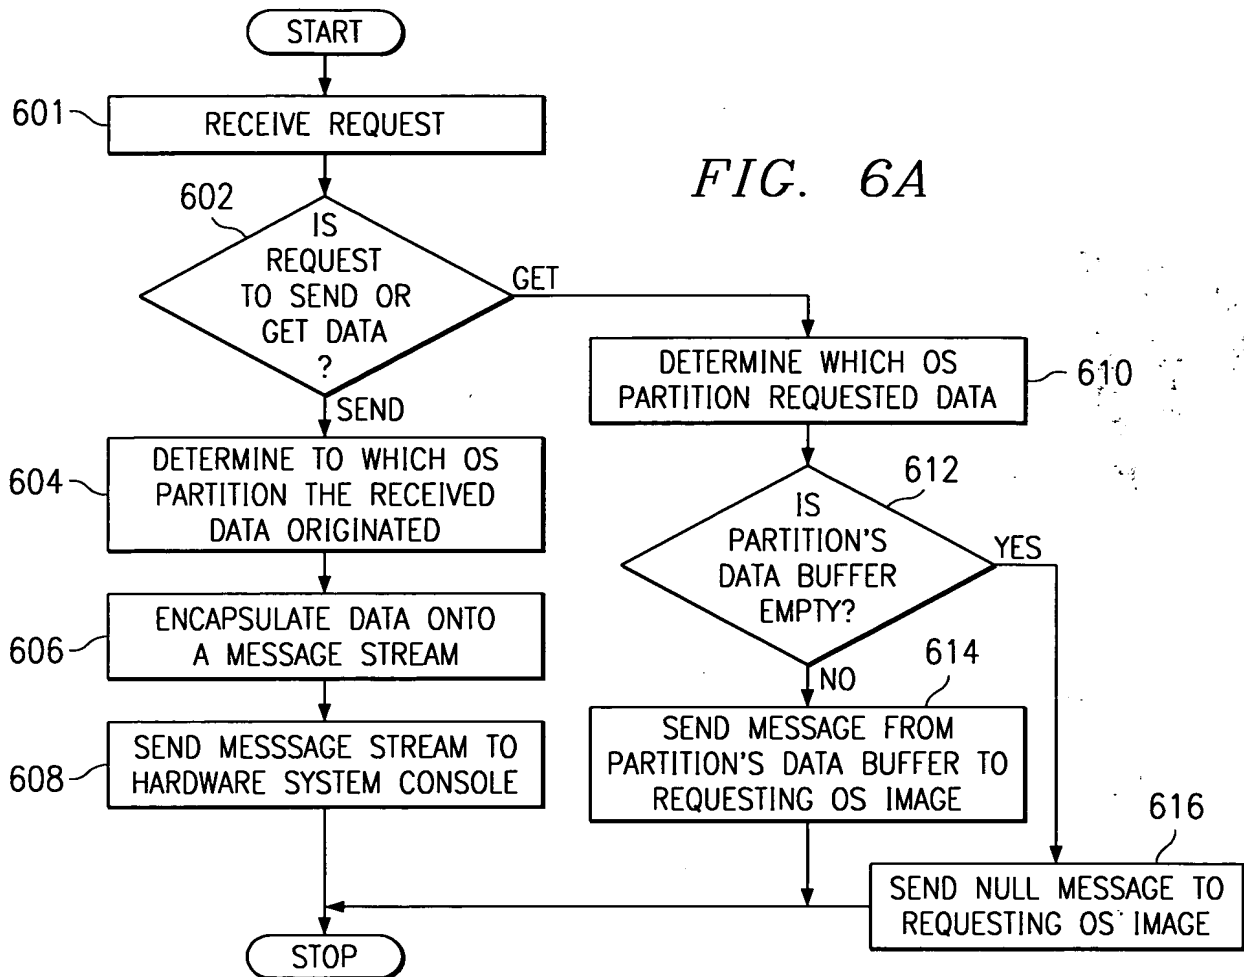 START
601
RECEIVE REQUEST
FIG. 6A
602
IS
REQUEST
TO SEND OR
GET DATA
?
GET
SEND
604
DETERMINE TO WHICH OS
PARTITION THE RECEIVED
DATA ORIGINATED
606
ENCAPSULATE DATA ONTO
A MESSAGE STREAM
608
SEND MESSSAGE STREAM TO
HARDWARE SYSTEM CONSOLE
DETERMINE WHICH OS
PARTITION REQUESTED DATA
610
612
IS
PARTITION'S
DATA BUFFER
EMPTY?
YES
NO
614
SEND MESSAGE FROM
PARTITION'S DATA BUFFER TO
REQUESTING OS IMAGE
616
SEND NULL MESSAGE TO
REQUESTING OS IMAGE
STOP